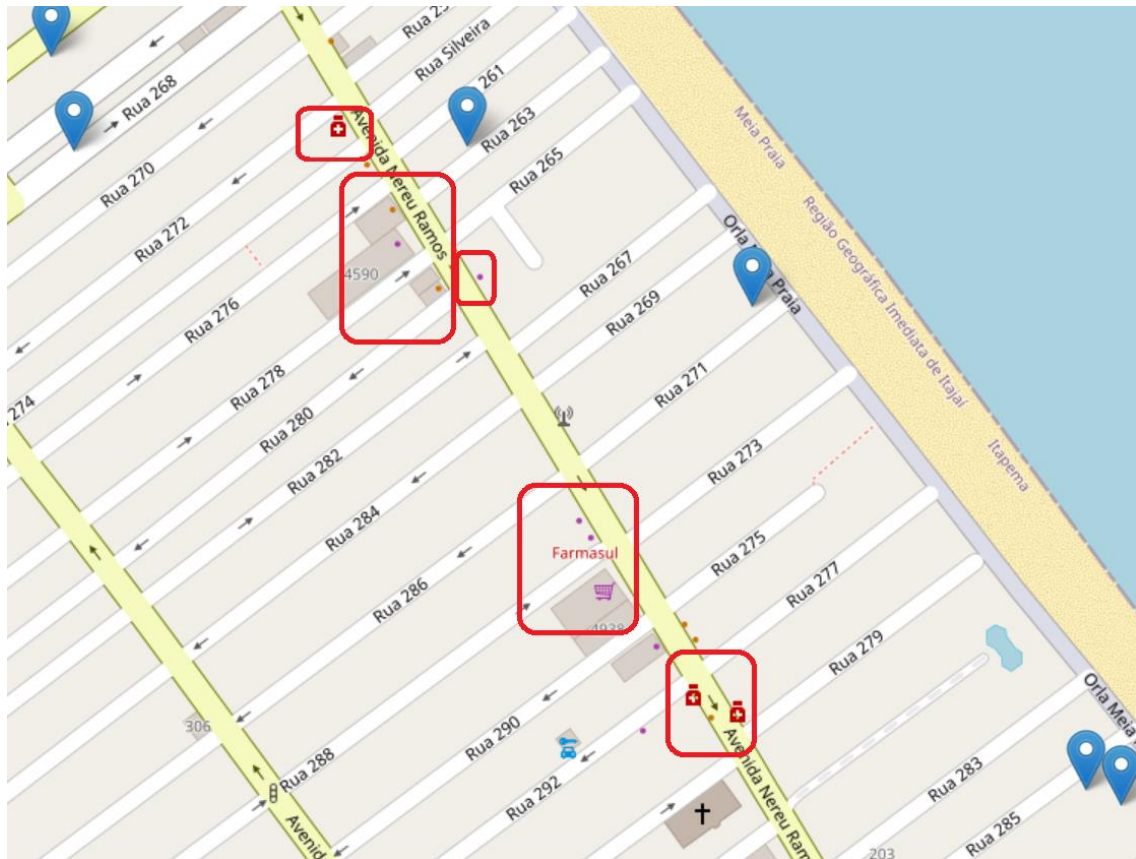 Rua 268
Rua Silveira
261
Rua 263
Meia Praia
Avenida Nereu Ramos
Rua 270
Rua 265
Rua 272
Região Geográfica Imediata de Itajaí
Orla Meia Praia
4590
Rua 267
Rua 276
Rua 269
Rua 278
Rua 271
274
Rua 280
Itapema
Rua 273
Rua 282
Rua 284
Rua 275
Farmasul
Rua 286
Rua 277
4938
Rua 279
Orla Meia
306
Rua 290
Avenida Nereu Ram
Rua 288
Rua 283
Rua 292
Avenid
Rua 285
203